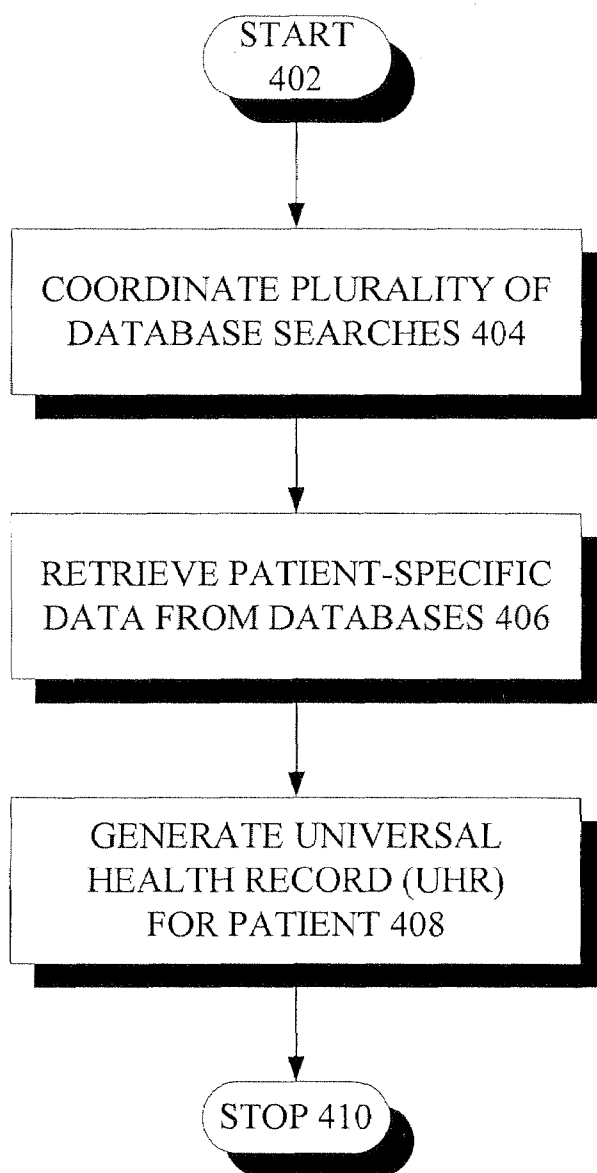 START
402
COORDINATE PLURALITY OF
DATABASE SEARCHES 404
RETRIEVE PATIENT-SPECIFIC
DATA FROM DATABASES 406
GENERATE UNIVERSAL
HEALTH RECORD (UHR)
FOR PATIENT 408
STOP 410